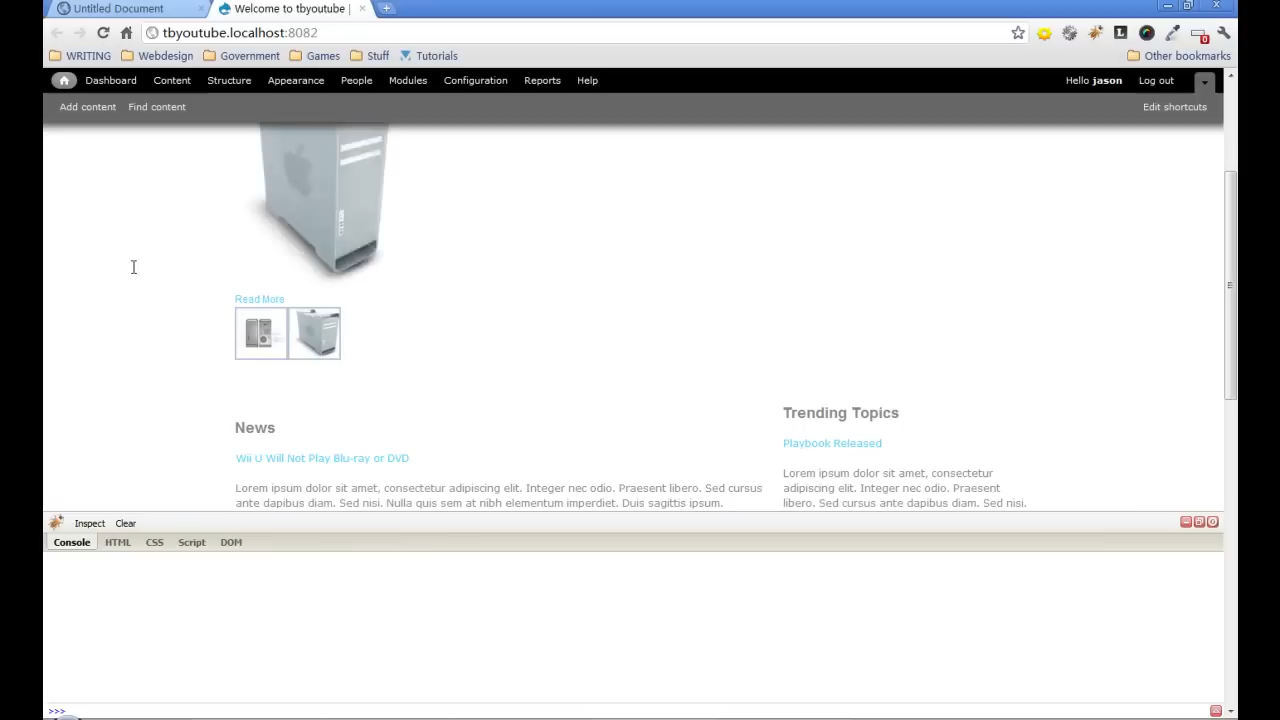 Untitled Document
Welcome to tbyoutube |
tbyoutube.localhost:8082
WRITING Webdesign Government Games Stuff Tutorials Other bookmarks
Dashboard Content Structure Appearance People Modules Configuration Reports Help Hello jason Log out
Add content Find content Edit shortcuts
Read More
News
Wii U Will Not Play Blu-ray or DVD
Lorem ipsum dolor sit amet, consectetur adipiscing elit. Integer nec odio. Praesent libero. Sed cursus
ante dapibus diam. Sed nisi. Nulla quis sem at nibh elementum imperdiet. Duis sagittis ipsum.
Trending Topics
Playbook Released
Lorem ipsum dolor sit amet, consectetur
adipiscing elit. Integer nec odio. Praesent
libero. Sed cursus ante dapibus diam. Sed nisi.
Inspect Clear
Console HTML CSS Script DOM
>>>